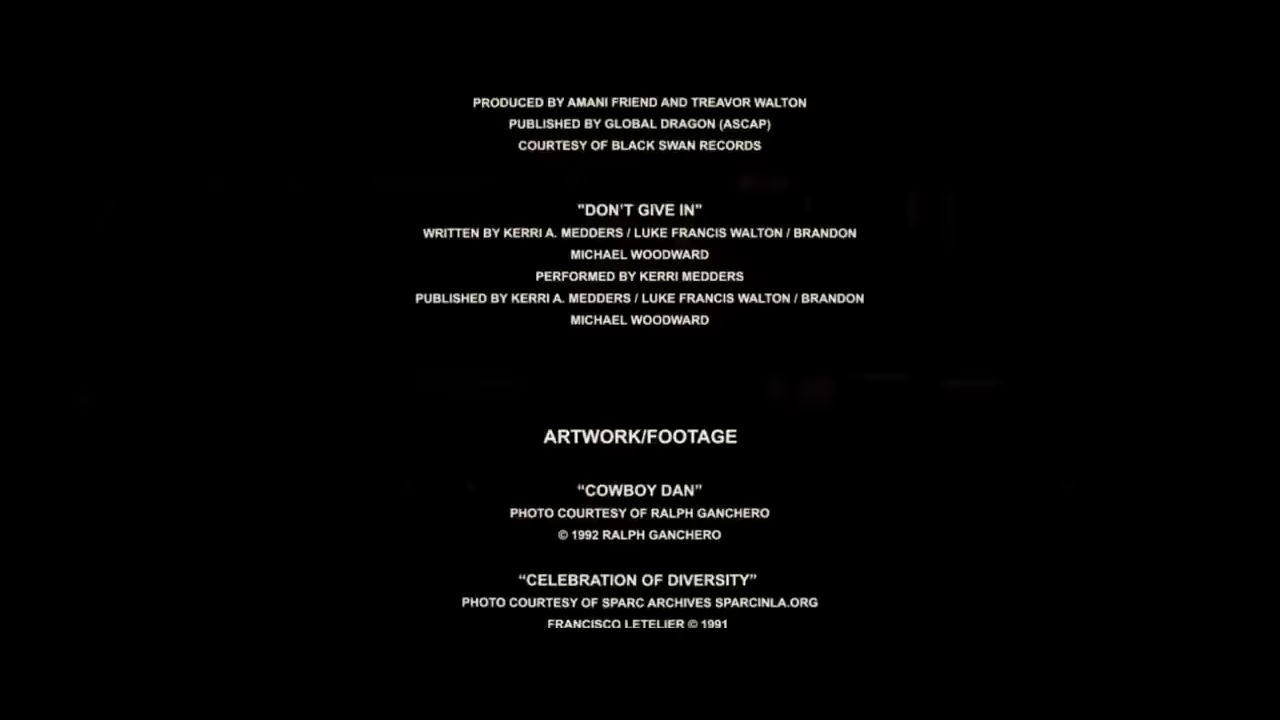 PRODUCED BY AMANI FRIEND AND TREAVOR WALTON
PUBLISHED BY GLOBAL DRAGON (ASCAP)
COURTESY OF BLACK SWAN RECORDS
"DON'T GIVE IN"
WRITTEN BY KERRI A. MEDDERS / LUKE FRANCIS WALTON / BRANDON
MICHAEL WOODWARD
PERFORMED BY KERRI MEDDERS
PUBLISHED BY KERRI A. MEDDERS / LUKE FRANCIS WALTON / BRANDON
MICHAEL WOODWARD
ARTWORK/FOOTAGE
“COWBOY DAN”
PHOTO COURTESY OF RALPH GANCHERO
© 1992 RALPH GANCHERO
“CELEBRATION OF DIVERSITY”
PHOTO COURTESY OF SPARC ARCHIVES SPARCINLA.ORG
FRANCISCO LETELIER © 1991